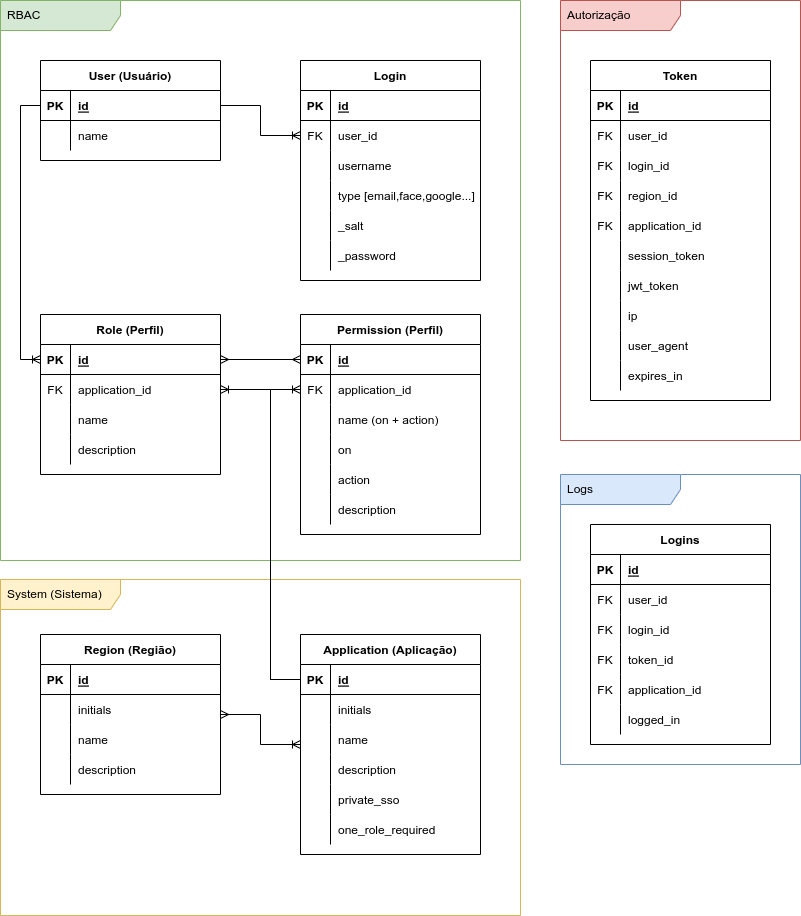 RBAC
User (Usuário)
PK id
name
Login
PK id
FK user_id
username
type [email,face,google...]
_salt
_password
Role (Perfil)
PK id
FK application_id
name
description
Permission (Perfil)
PK id
FK application_id
name (on + action)
on
action
description
System (Sistema)
Region (Região)
PK id
initials
name
description
Application (Aplicação)
PK id
initials
name
description
private_sso
one_role_required
Autorização
Token
PK id
FK user_id
FK login_id
FK region_id
FK application_id
session_token
jwt_token
ip
user_agent
expires_in
Logs
Logins
PK id
FK user_id
FK login_id
FK token_id
FK application_id
logged_in